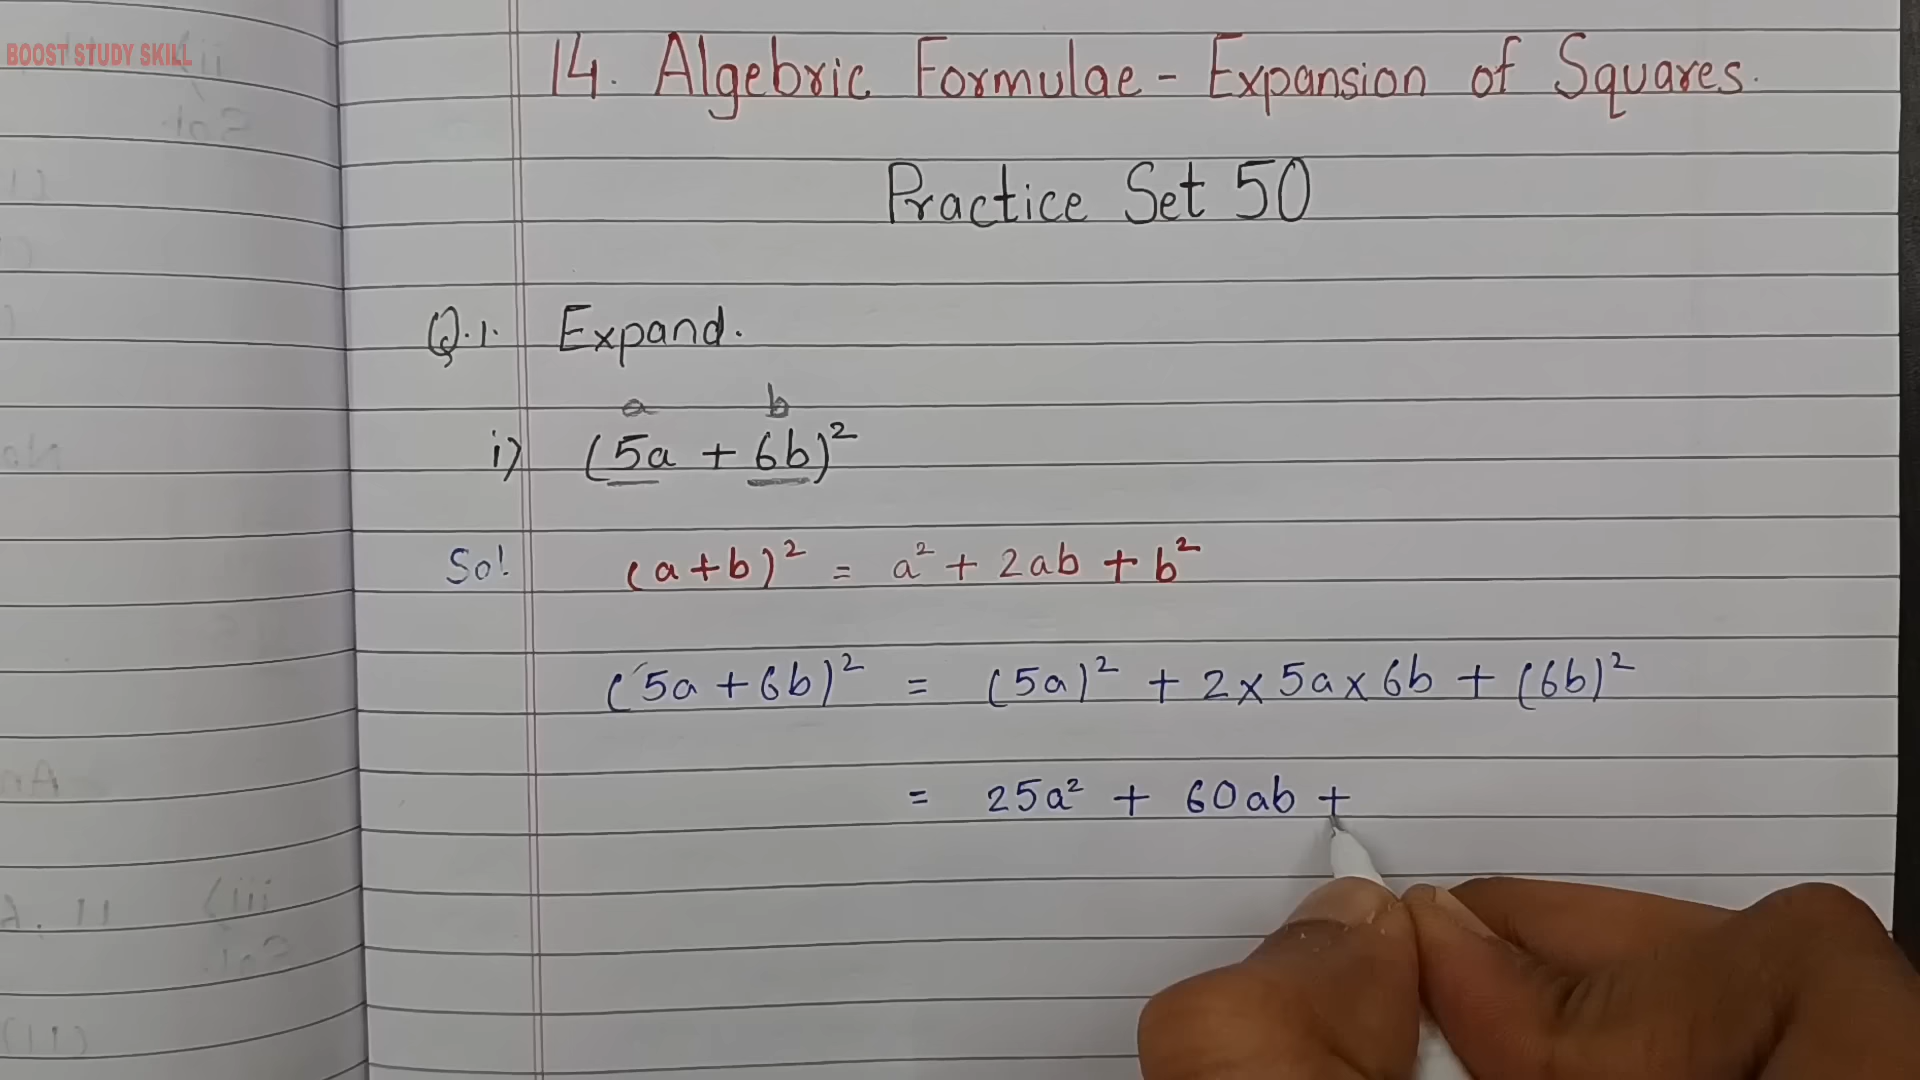 BOOST STUDY SKILL
14. Algebric Formulae - Expansion of Squares.
Practice Set 50
Q.1. Expand.
a b
i) (5a + 6b)²
Sol (a+b)² = a² + 2ab + b²
(5a + 6b)² = (5a)² + 2 × 5a × 6b + (6b)²
= 25a² + 60ab +